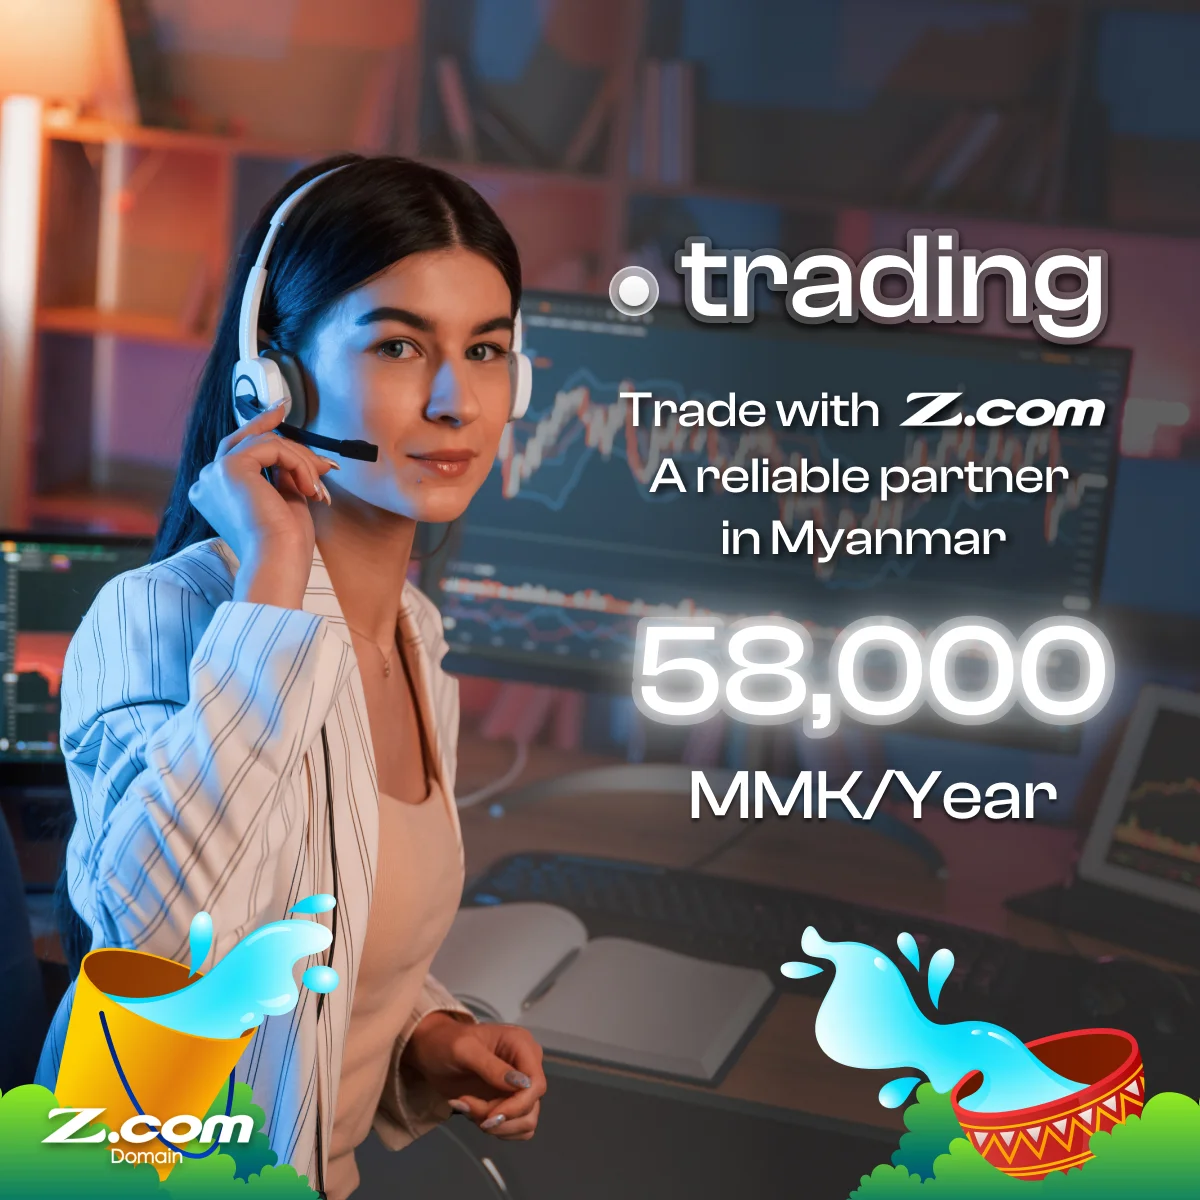 .trading
Trade with Z.com
A reliable partner
in Myanmar
58,000
MMK/Year
Z.com
Domain